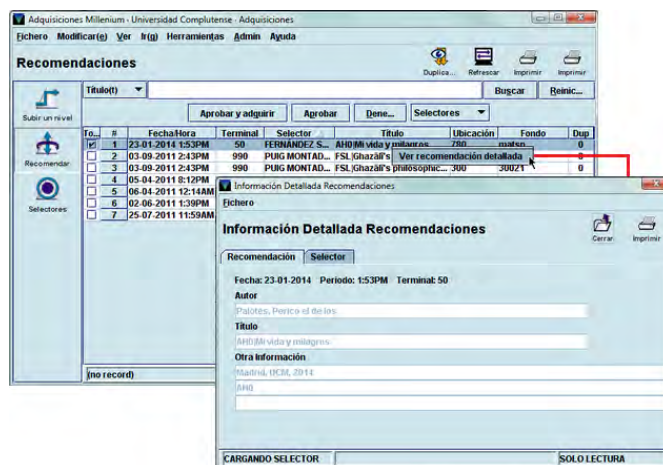 Adquisiciones Millenium - Universidad Complutense - Adquisiciones
Fichero Modificar(e) Ver Ir(g) Herramientas Admin Ayuda
Recomendaciones
Duplica... Refrescar Imprimir Imprimir
Título(t) Buscar Reinic...
Subir un nivel
Aprobar y adquirir Aprobar Dene... Selectores
To... # Fecha/Hora Terminal Selector Título Ubicación Fondo Dup
1 23-01-2014 1:53PM 50 FERNÁNDEZ S... AH0|Mi vida y milagros 780 matsp 0
2 03-09-2011 2:43PM 990 PUIG MONTAD... FSL|Ghazālī's Ver recomendación detallada 0
3 03-09-2011 2:43PM 990 PUIG MONTAD... FSL|Ghazālī's philosophic... 300 30021 0
4 05-04-2011 8:12PM
5 06-04-2011 12:14AM
6 02-06-2011 1:39PM
7 25-07-2011 11:59AM
Recomendar
Selectores
(no record)
Información Detallada Recomendaciones
Fichero
Información Detallada Recomendaciones
Cerrar Imprimir
Recomendación Selector
Fecha: 23-01-2014 Periodo: 1:53PM Terminal: 50
Autor
Palotes, Perico el de los
Título
AH0|Mi vida y milagros
Otra Información
Madrid, UCM, 2014
AH0
CARGANDO SELECTOR SOLO LECTURA